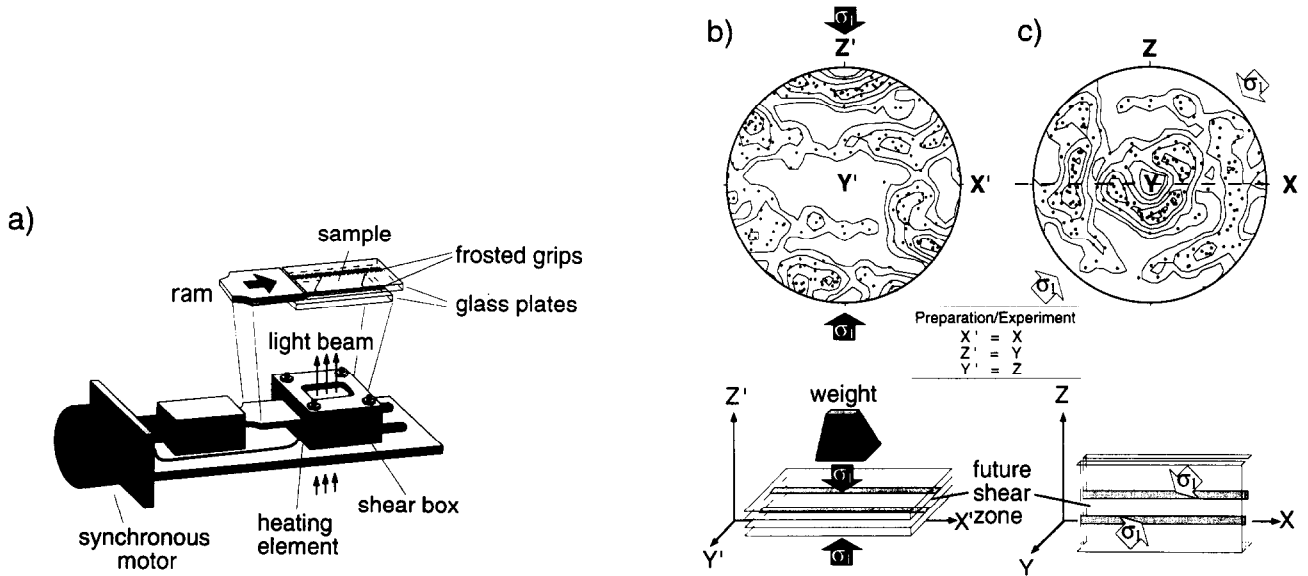 a)
sample
frosted grips
ram
glass plates
light beam
synchronous
motor
heating
element
shear box
b)
σ1
Z'
Y'
X'
σ1
c)
Z
σ1
Y
X
σ1
Preparation/Experiment
X' = X
Z' = Y
Y' = Z
Z'
weight
σ1
X'
Y'
σ1
future
shear
zone
Z
σ1
X
σ1
Y